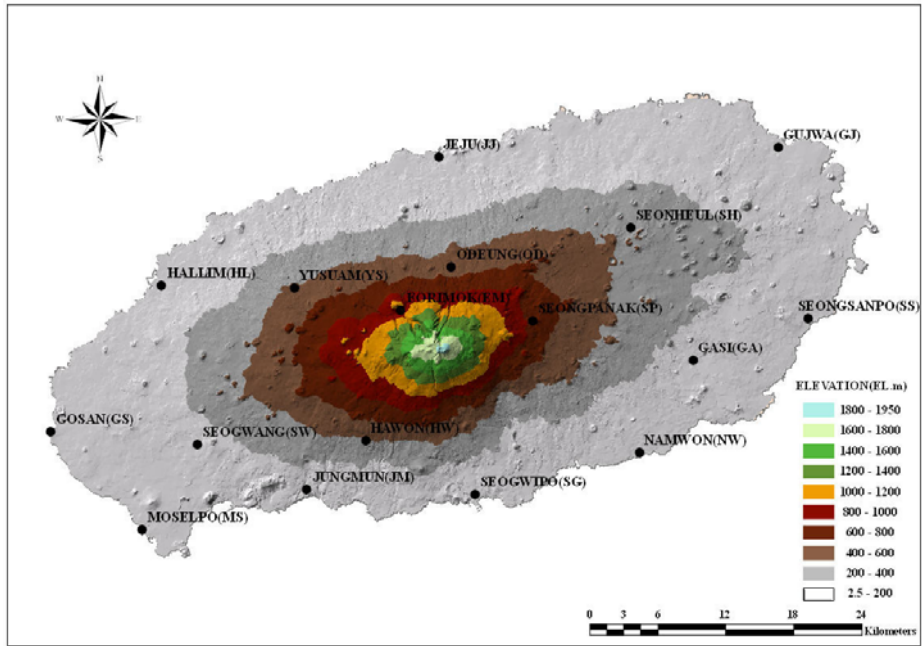 N
W E
S
JEJU(JJ)
GUJWA(GJ)
SEONHEUL(SH)
ODEUNG(OD)
HALLIM(HL)
YUSUAM(YS)
EORIMOK(EM)
SEONGPANAK(SP)
SEONGSANPO(SS)
GASI(GA)
GOSAN(GS)
SEOGWANG(SW)
HAWON(HW)
NAMWON(NW)
JUNGMUN(JM)
SEOGWIPO(SG)
MOSELPO(MS)
ELEVATION(EL.m)
1800 - 1950
1600 - 1800
1400 - 1600
1200 - 1400
1000 - 1200
800 - 1000
600 - 800
400 - 600
200 - 400
2.5 - 200
0 3 6 12 18 24
Kilometers